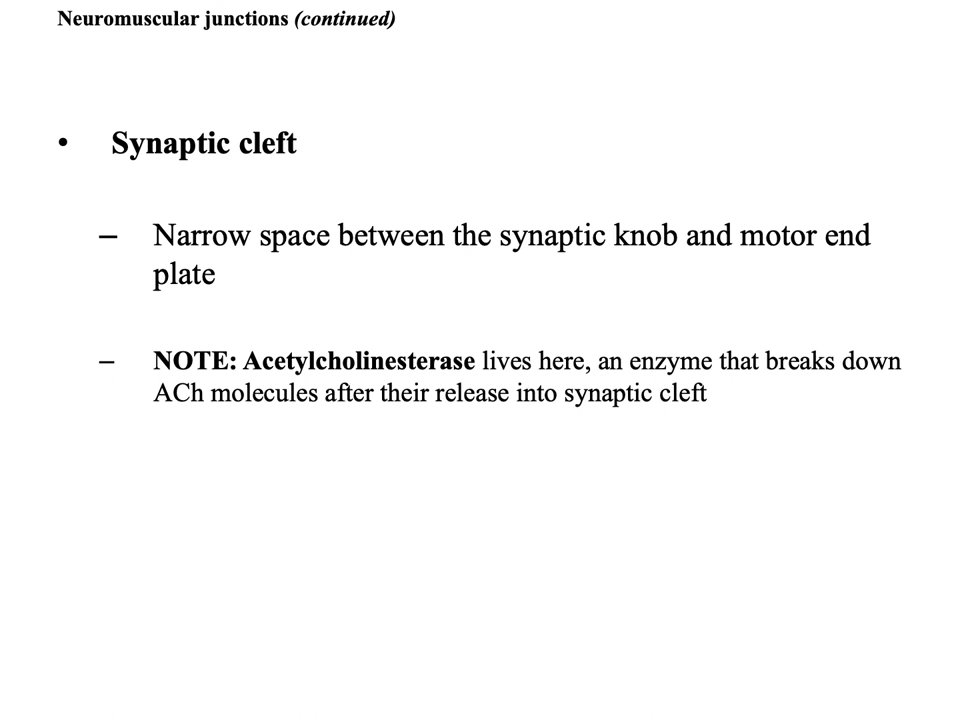 Neuromuscular junctions (continued)
• Synaptic cleft
– Narrow space between the synaptic knob and motor end
plate
– NOTE: Acetylcholinesterase lives here, an enzyme that breaks down
ACh molecules after their release into synaptic cleft